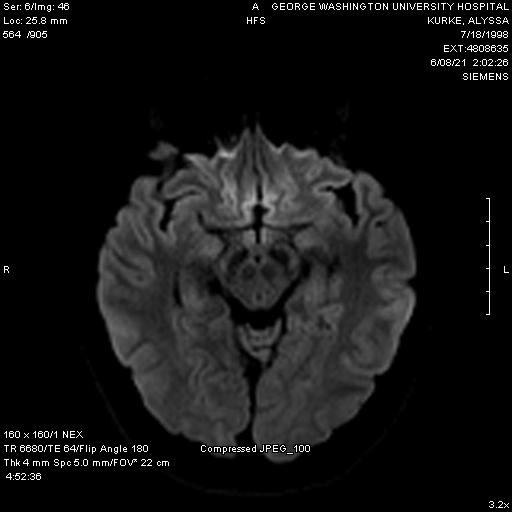 Ser: 6/Img: 46
A GEORGE WASHINGTON UNIVERSITY HOSPITAL
Loc: 25.8 mm
HFS
KURKE, ALYSSA
564 /905
7/18/1998
EXT:4808635
6/08/21 2:02:26
SIEMENS
R
L
160 x 160/1 NEX
TR 6680/TE 64/Flip Angle 180
Compressed JPEG_100
Thk 4 mm Spc 5.0 mm/FOV* 22 cm
4:52:36
3.2x